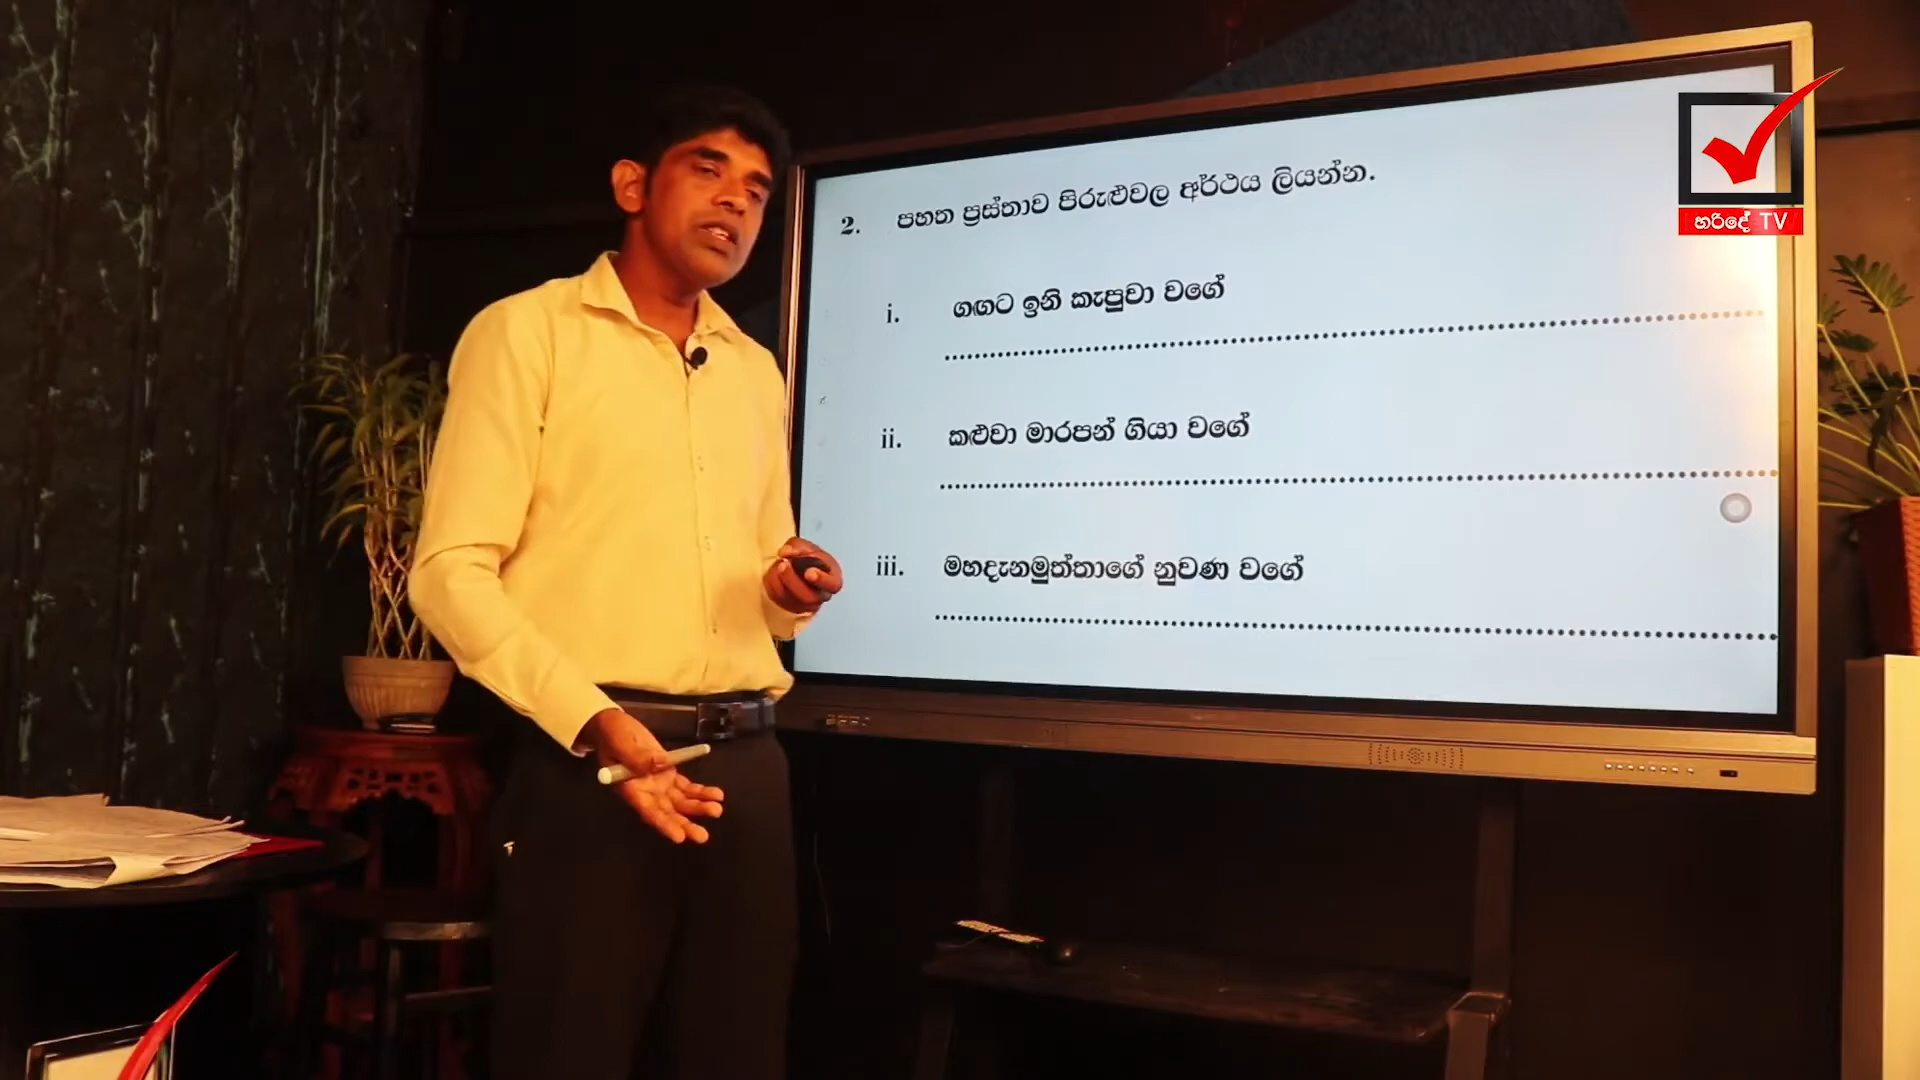 2. පහත ප්‍රස්තාව පිරුළුවල අර්ථය ලියන්න.
i. ගඟට ඉනි කැපුවා වගේ
ii. කළුවා මාරපන් ගියා වගේ
iii. මහදැනමුත්තාගේ නුවණ වගේ
හරිදේ TV